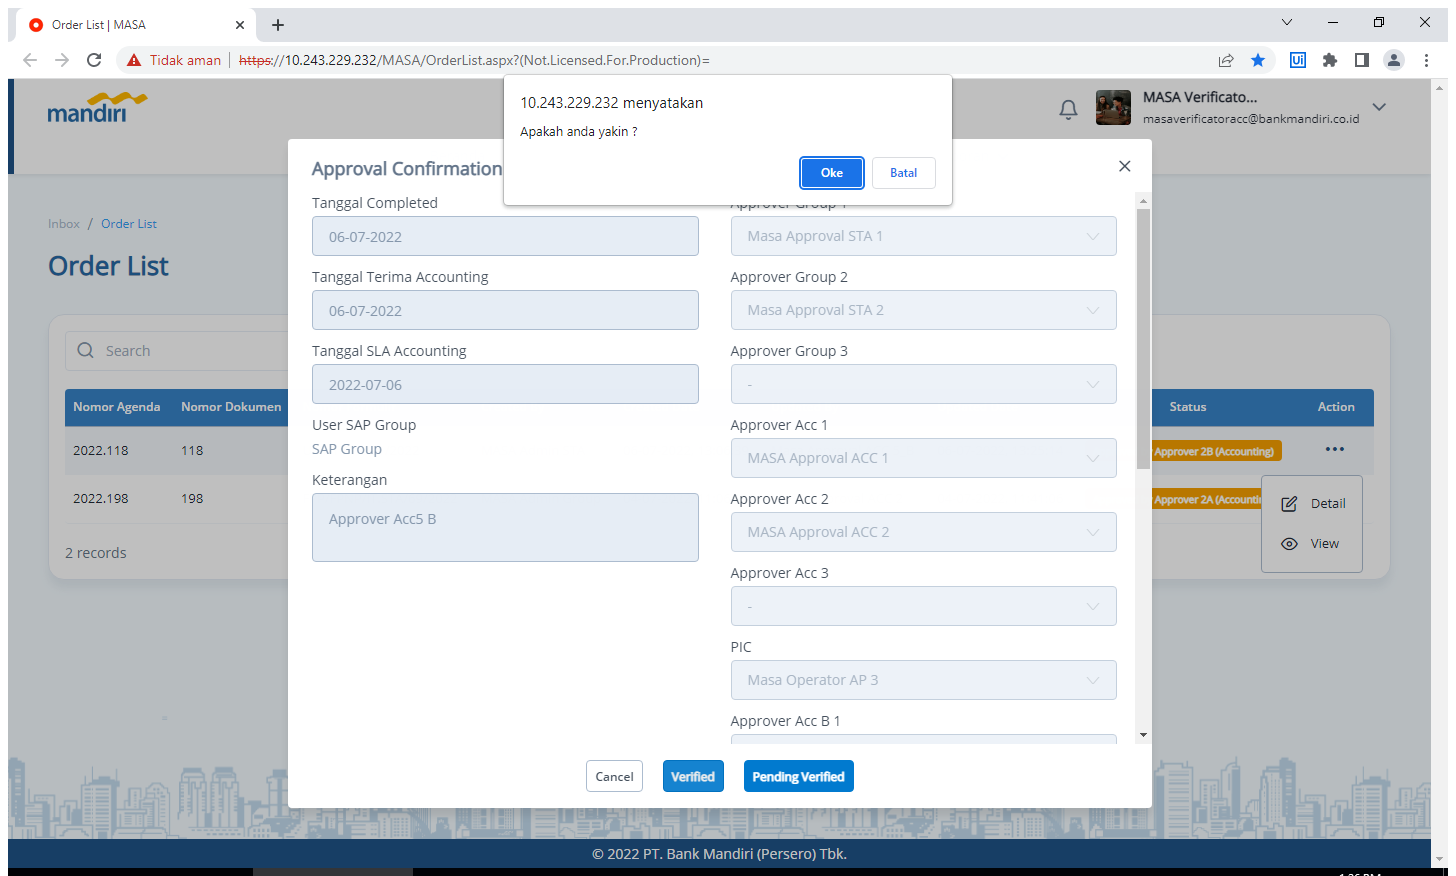 Order List | MASA
Tidak aman
https://10.243.229.232/MASA/OrderList.aspx?(Not.Licensed.For.Production)=
mandiri
MASA Verificato...
masaverificatoracc@bankmandiri.co.id
10.243.229.232 menyatakan
Apakah anda yakin ?
Oke
Batal
Inbox / Order List
Order List
Search
Nomor Agenda
Nomor Dokumen
Status
Action
2022.118
118
Approver 2B (Accounting)
2022.198
198
Approver 2A (Accounti
2 records
Detail
View
Approval Confirmation
Tanggal Completed
06-07-2022
Tanggal Terima Accounting
06-07-2022
Tanggal SLA Accounting
2022-07-06
User SAP Group
SAP Group
Keterangan
Approver Acc5 B
Approver Group 1
Masa Approval STA 1
Approver Group 2
Masa Approval STA 2
Approver Group 3
-
Approver Acc 1
MASA Approval ACC 1
Approver Acc 2
MASA Approval ACC 2
Approver Acc 3
-
PIC
Masa Operator AP 3
Approver Acc B 1
Cancel
Verified
Pending Verified
© 2022 PT. Bank Mandiri (Persero) Tbk.